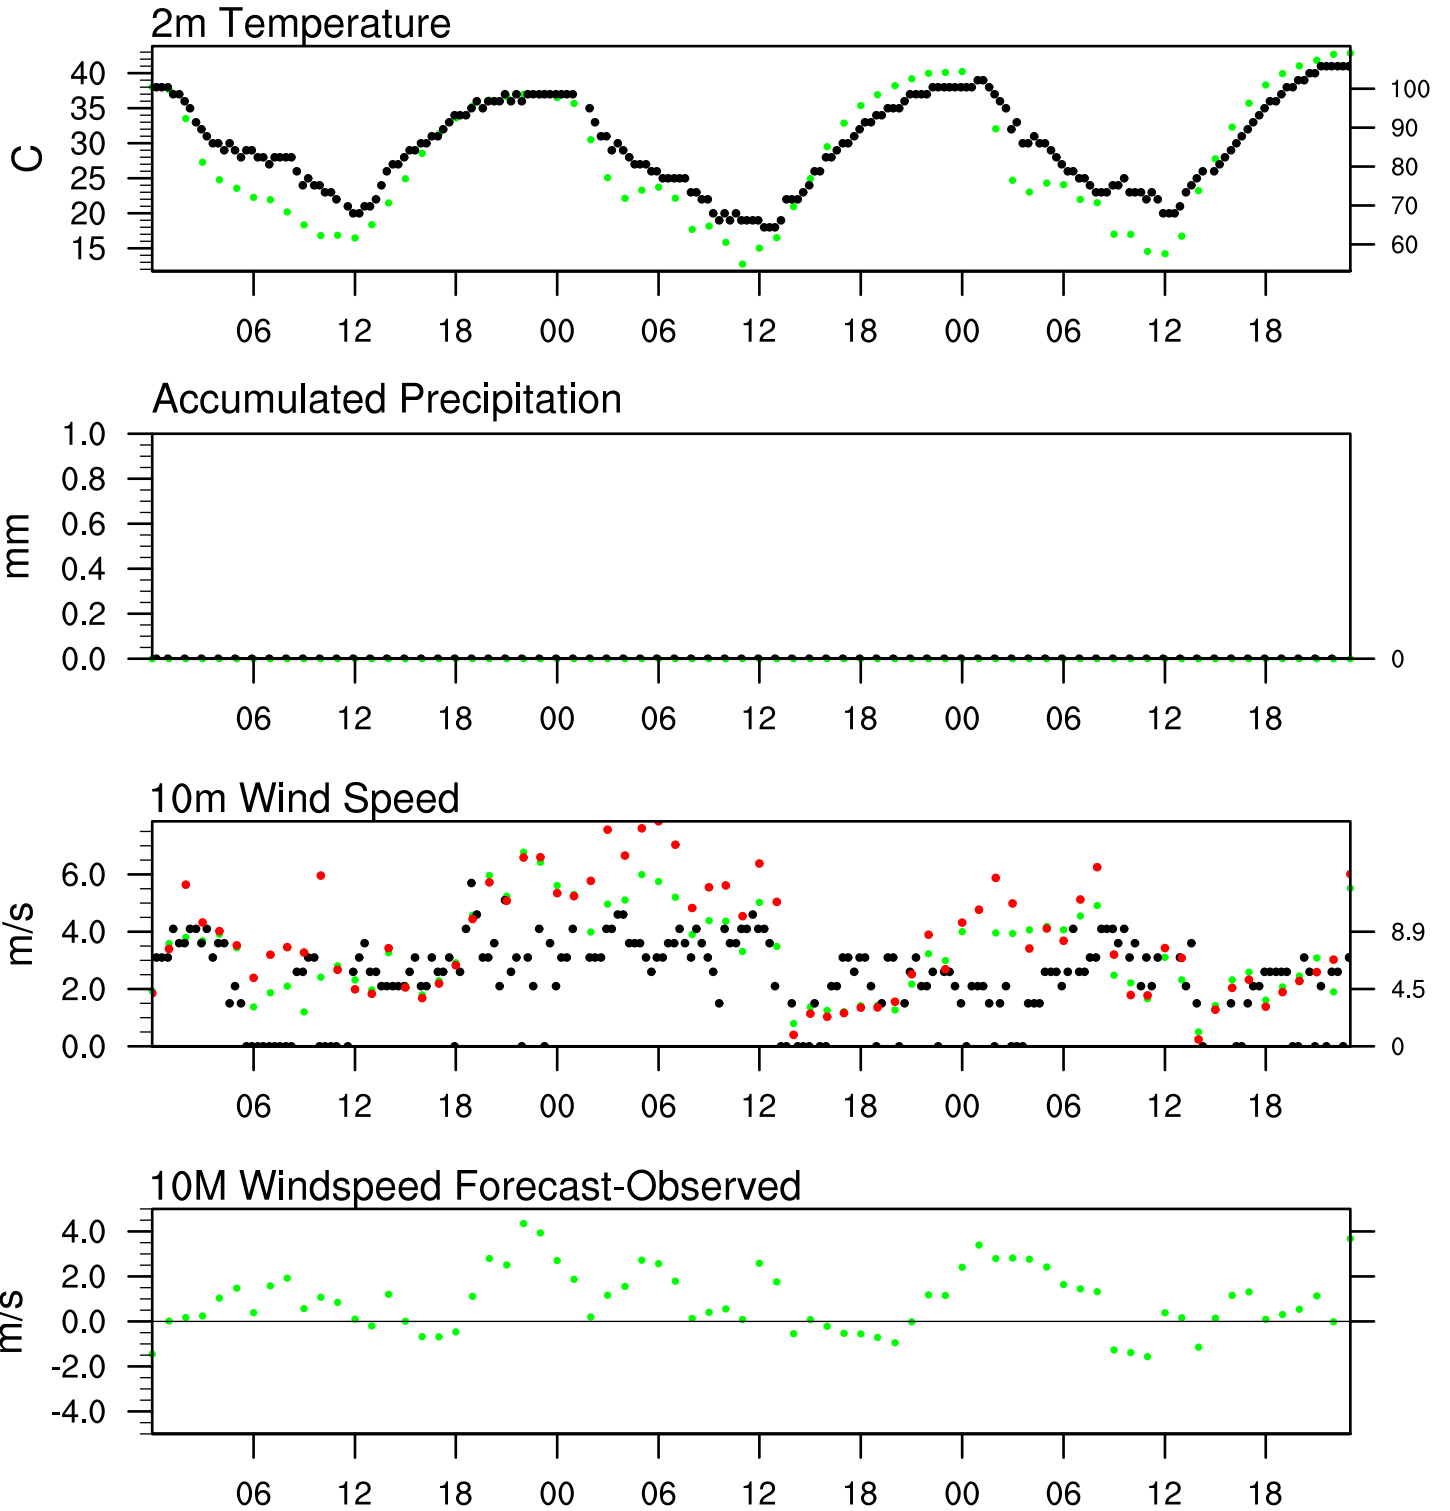 2m Temperature
C
40
35
30
25
20
15
100
90
80
70
60
06 12 18 00 06 12 18 00 06 12 18
Accumulated Precipitation
mm
1.0
0.8
0.6
0.4
0.2
0.0
0
06 12 18 00 06 12 18 00 06 12 18
10m Wind Speed
m/s
6.0
4.0
2.0
0.0
8.9
4.5
0
06 12 18 00 06 12 18 00 06 12 18
10M Windspeed Forecast-Observed
m/s
4.0
2.0
0.0
-2.0
-4.0
06 12 18 00 06 12 18 00 06 12 18